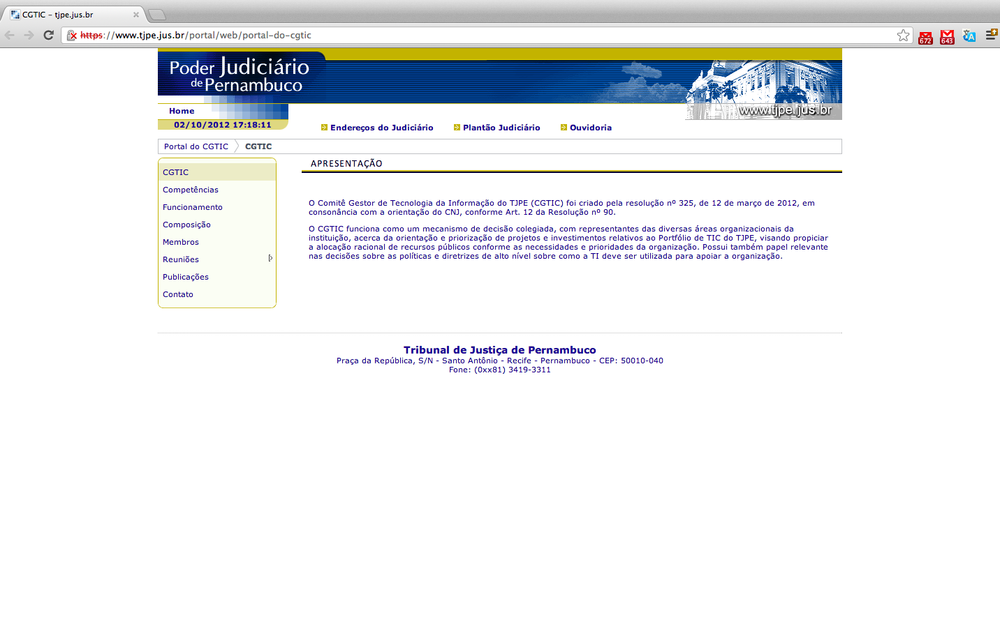 CGTIC - tjpe.jus.br
https://www.tjpe.jus.br/portal/web/portal-do-cgtic
672
643
Poder Judiciário
de Pernambuco
www.tjpe.jus.br
Home
02/10/2012 17:18:11
Endereços do Judiciário
Plantão Judiciário
Ouvidoria
Portal do CGTIC
CGTIC
CGTIC
Competências
Funcionamento
Composição
Membros
Reuniões
Publicações
Contato
APRESENTAÇÃO
O Comitê Gestor de Tecnologia da Informação do TJPE (CGTIC) foi criado pela resolução nº 325, de 12 de março de 2012, em
consonância com a orientação do CNJ, conforme Art. 12 da Resolução nº 90.
O CGTIC funciona como um mecanismo de decisão colegiada, com representantes das diversas áreas organizacionais da
instituição, acerca da orientação e priorização de projetos e investimentos relativos ao Portfólio de TIC do TJPE, visando propiciar
a alocação racional de recursos públicos conforme as necessidades e prioridades da organização. Possui também papel relevante
nas decisões sobre as políticas e diretrizes de alto nível sobre como a TI deve ser utilizada para apoiar a organização.
Tribunal de Justiça de Pernambuco
Praça da República, S/N - Santo Antônio - Recife - Pernambuco - CEP: 50010-040
Fone: (0xx81) 3419-3311